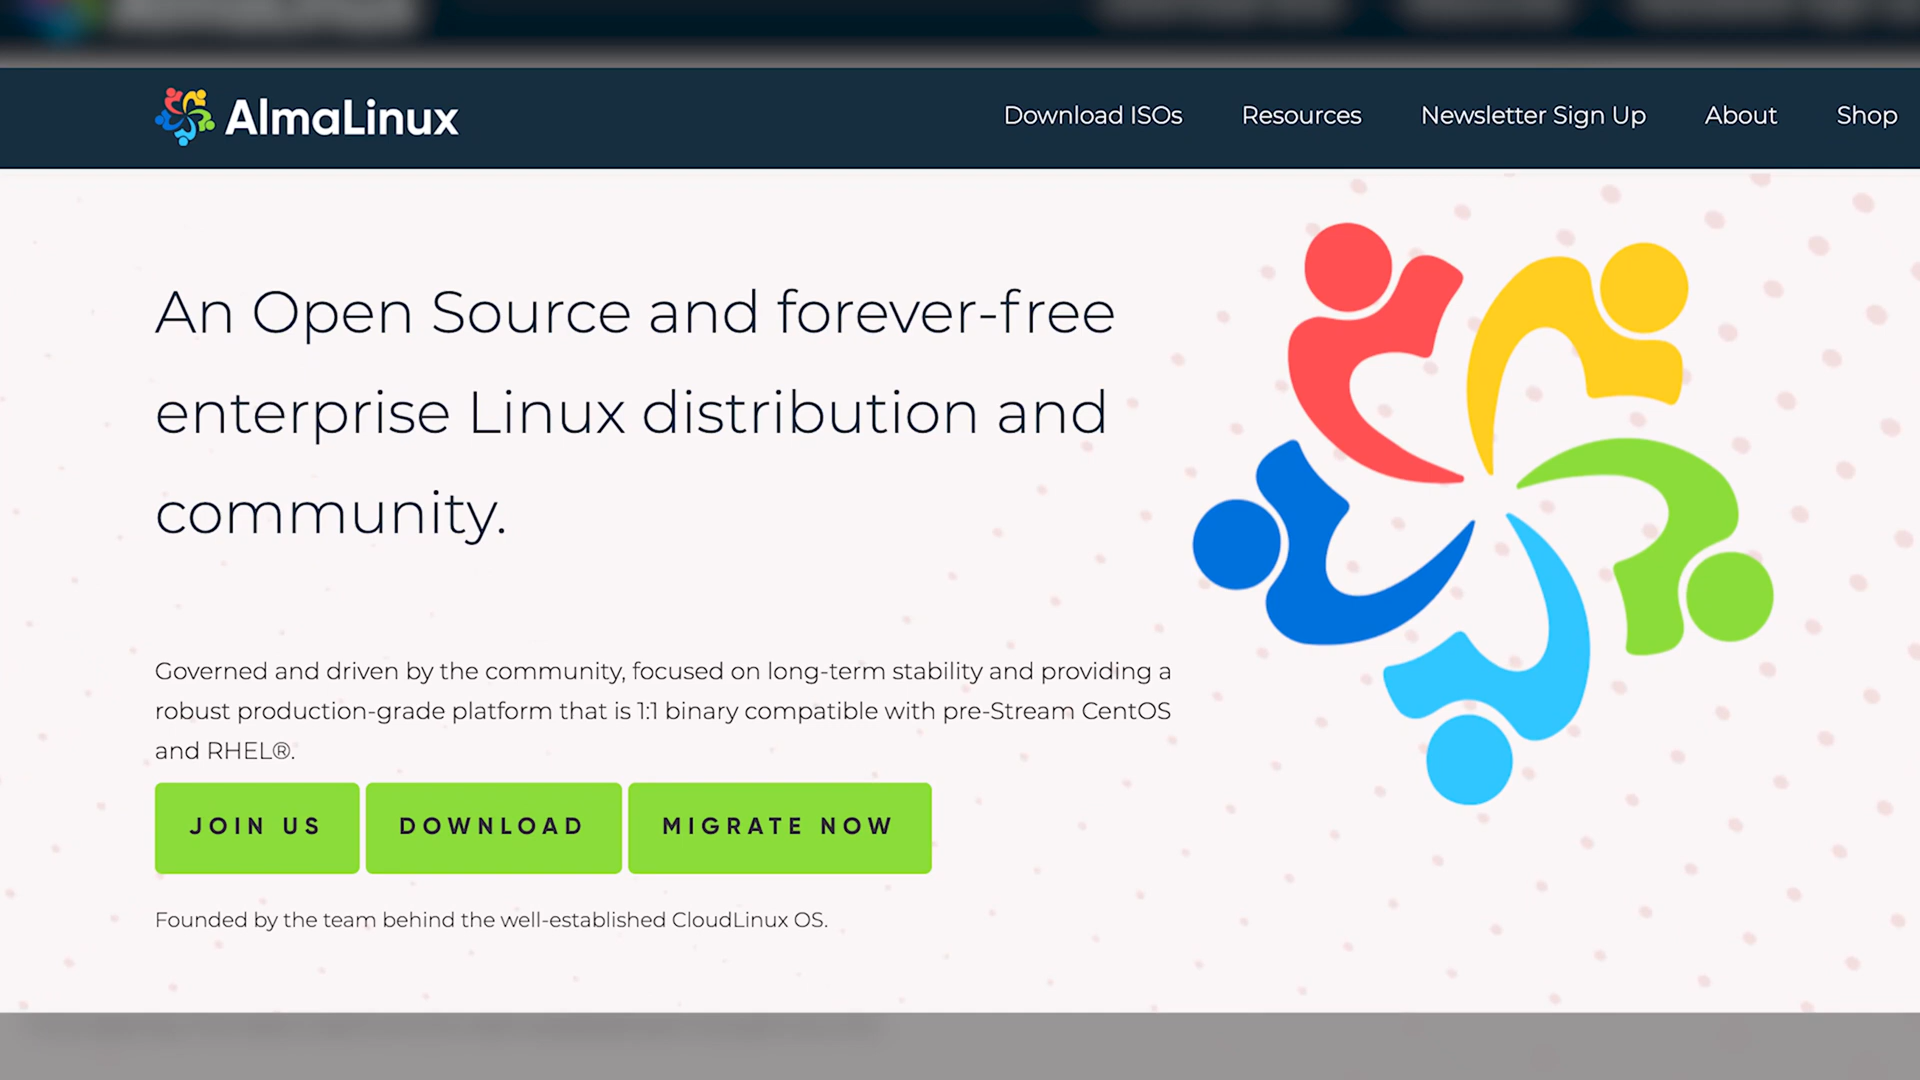 AlmaLinux
Download ISOs
Resources
Newsletter Sign Up
About
Shop
An Open Source and forever-free
enterprise Linux distribution and
community.
Governed and driven by the community, focused on long-term stability and providing a
robust production-grade platform that is 1:1 binary compatible with pre-Stream CentOS
and RHEL®.
JOIN US
DOWNLOAD
MIGRATE NOW
Founded by the team behind the well-established CloudLinux OS.